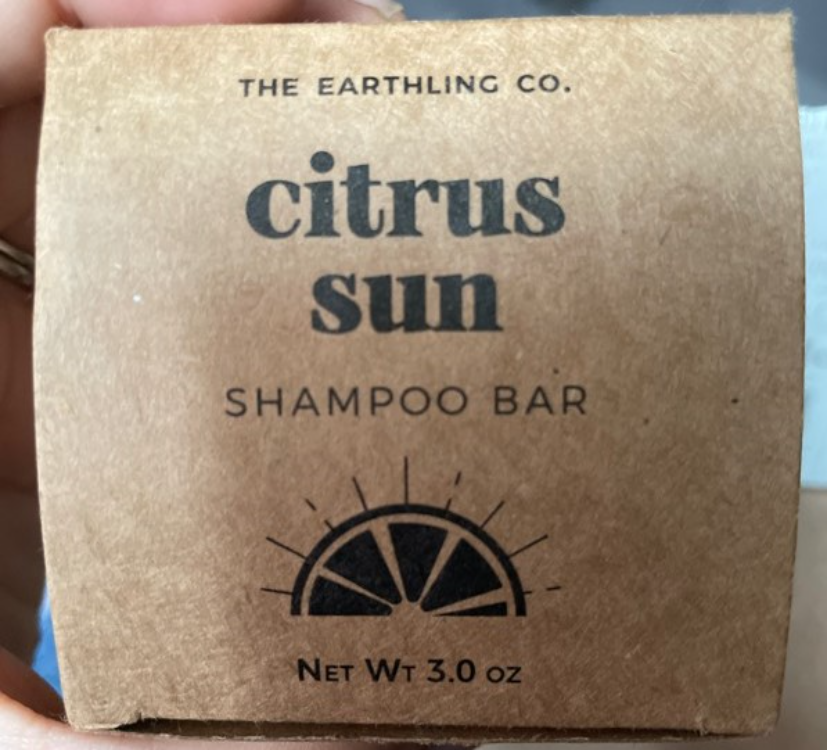 THE EARTHLING CO.
citrus
sun
SHAMPOO BAR
NET WT 3.0 OZ